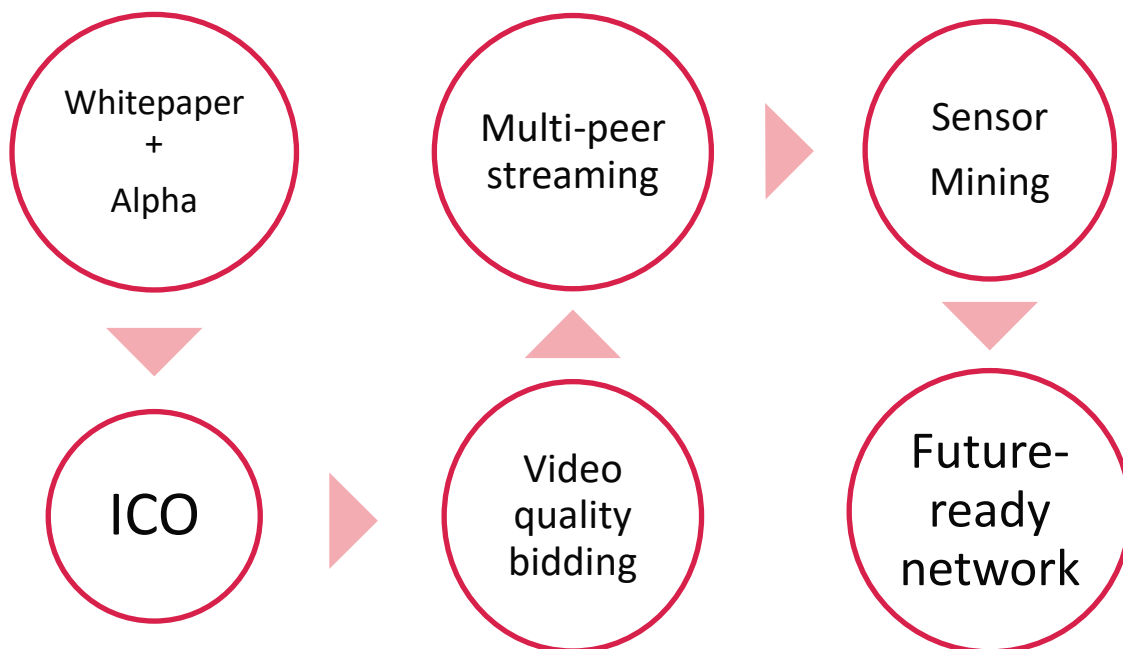 Whitepaper
+
Alpha
ICO
Video
quality
bidding
Multi-peer
streaming
Sensor
Mining
Future-
ready
network